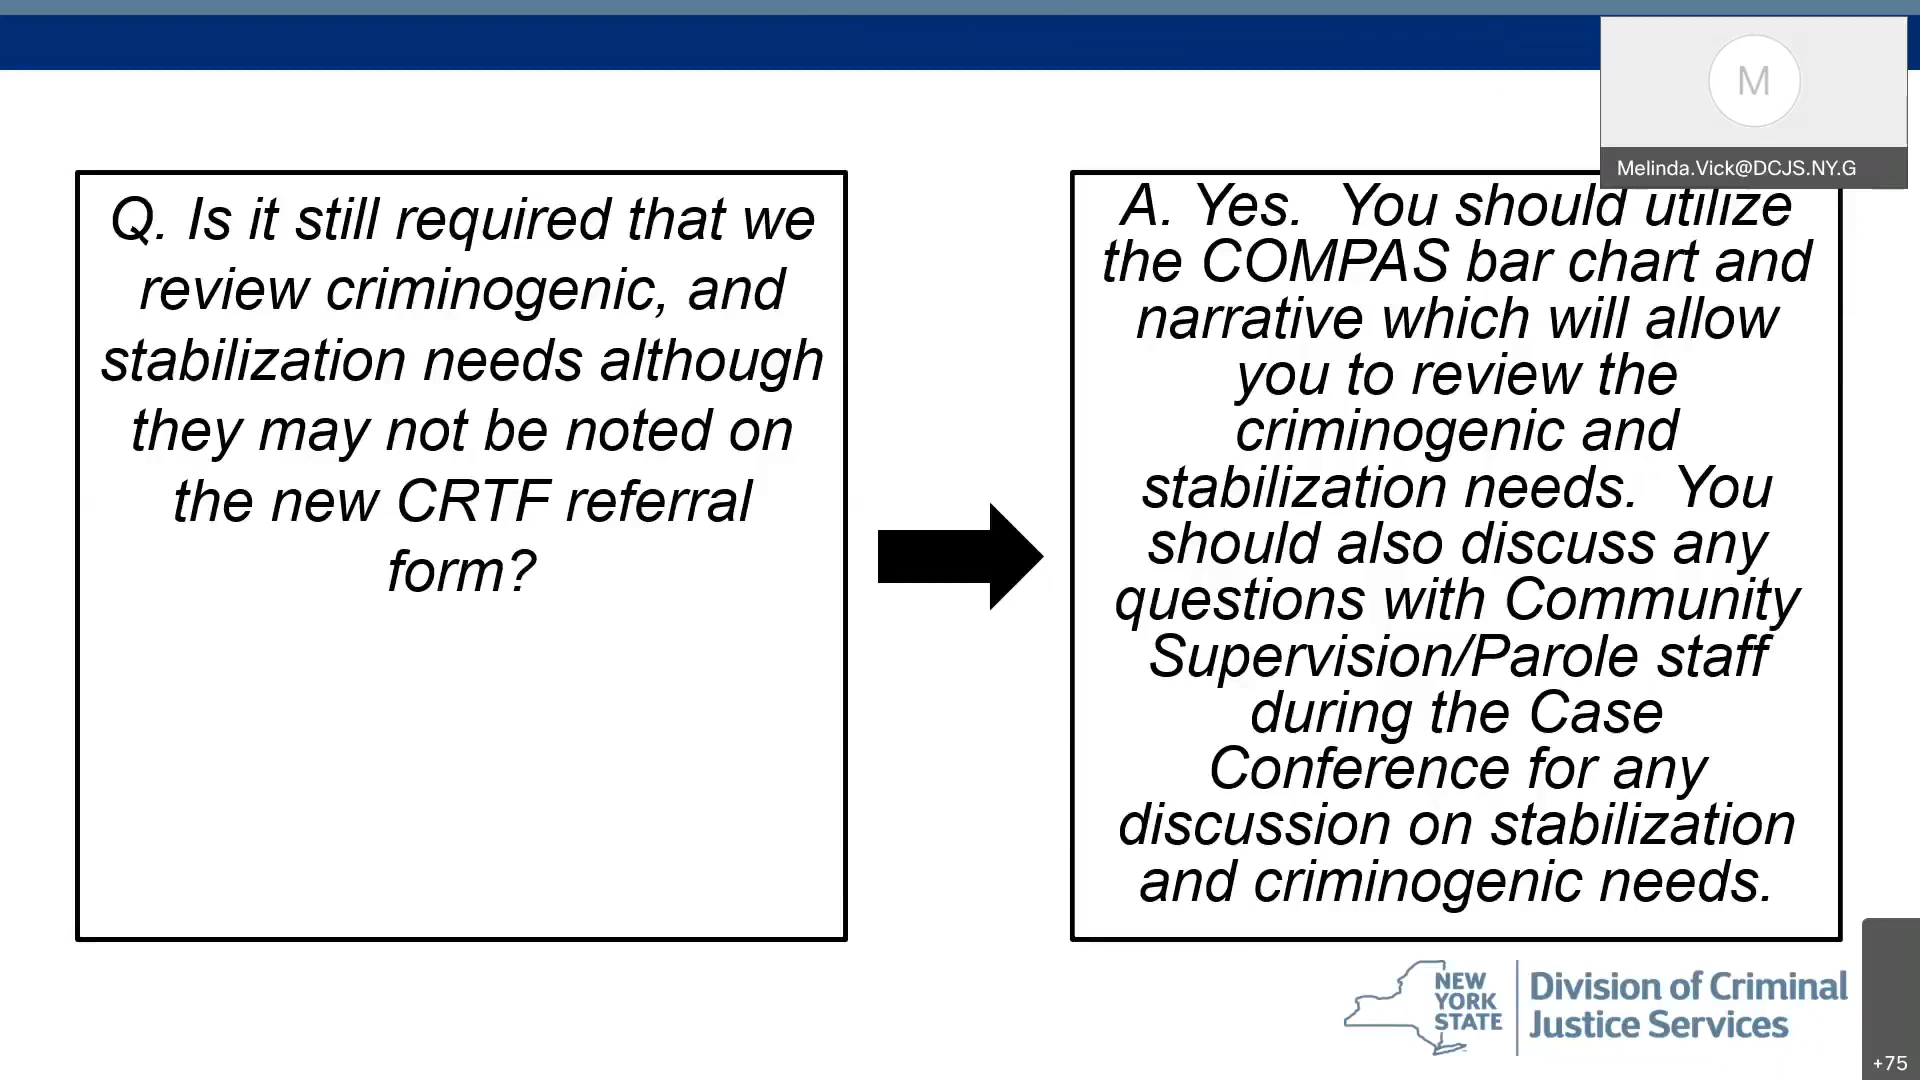 M
Melinda.Vick@DCJS.NY.G
Q. Is it still required that we
review criminogenic, and
stabilization needs although
they may not be noted on
the new CRTF referral
form?
A. Yes. You should utilize
the COMPAS bar chart and
narrative which will allow
you to review the
criminogenic and
stabilization needs. You
should also discuss any
questions with Community
Supervision/Parole staff
during the Case
Conference for any
discussion on stabilization
and criminogenic needs.
NEW
YORK
STATE
Division of Criminal
Justice Services
+75